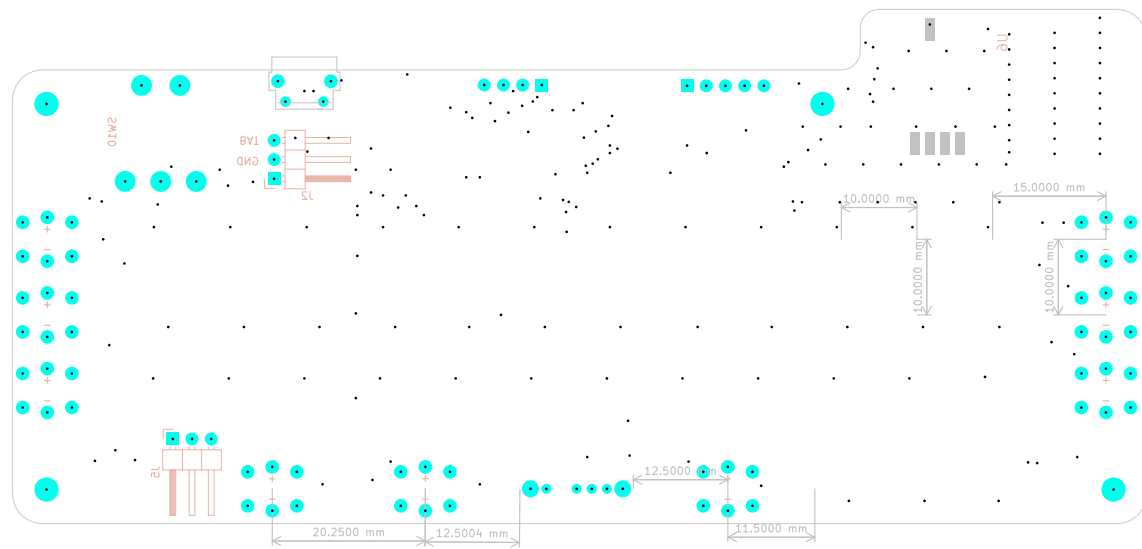 U6
SW10
TAB
GND
J2
15.0000 mm
10.0000 mm
+
+
−
−
10.0000 mm
10.0000 mm
+
+
−
−
+
+
−
−
J5
12.5000 mm
+
+
+
−
−
−
20.2500 mm
12.5004 mm
11.5000 mm